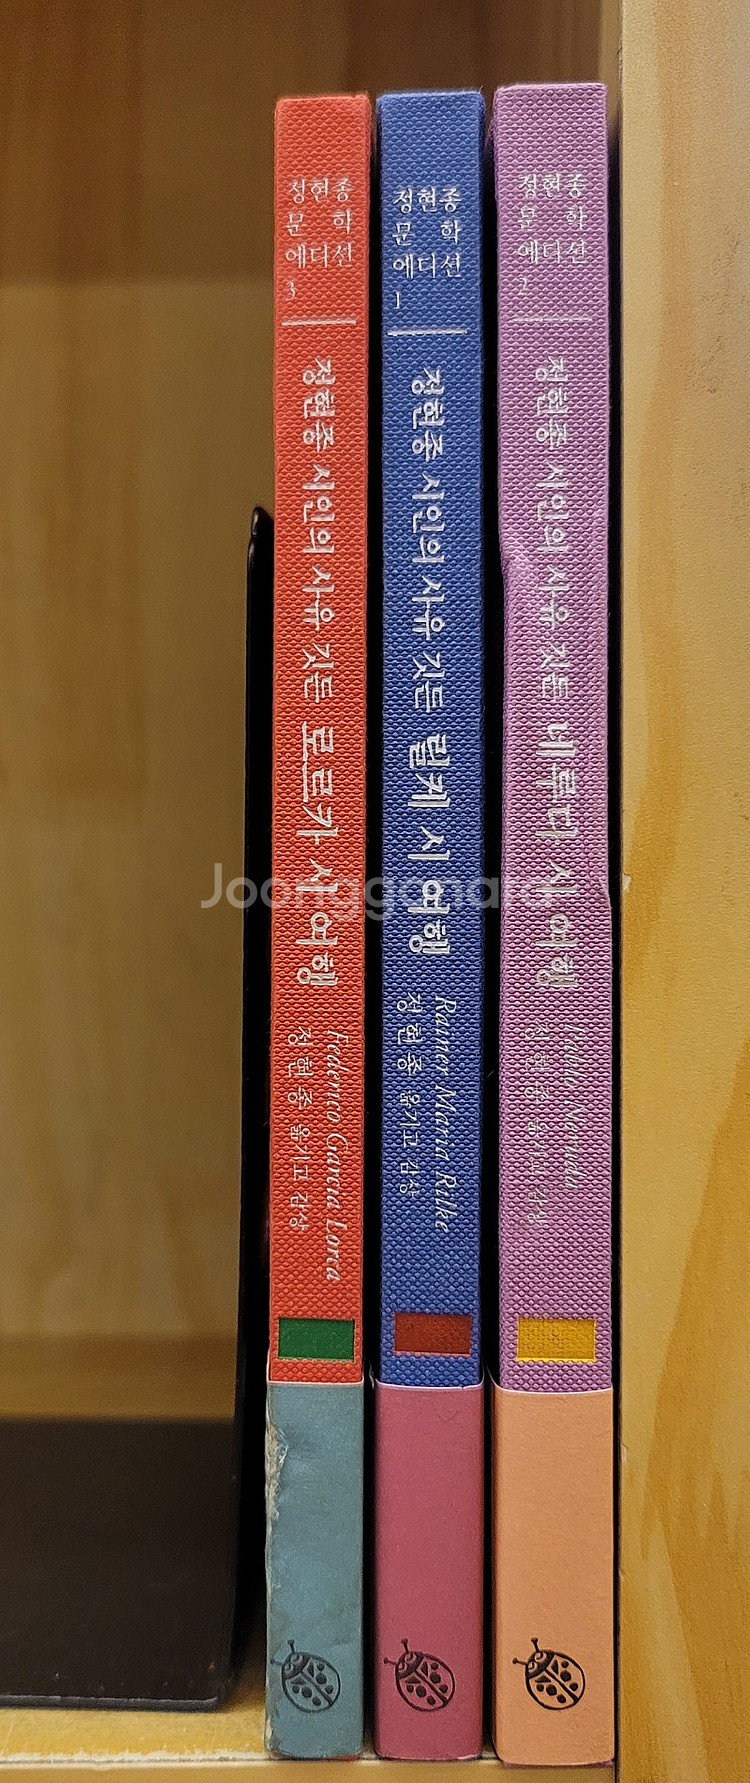 정현종
문학
에디션
3
정현종 시인의 사유 깃든 로르카 시 여행
Federico García Lorca
정현종 옮기고 감상
정현종
문학
에디션
1
정현종 시인의 사유 깃든 릴케 시 여행
Rainer Maria Rilke
정현종 옮기고 감상
정현종
문학
에디션
2
정현종 시인의 사유 깃든 네루다 시 여행
Pablo Neruda
정현종 옮기고 감상
Joonggonara